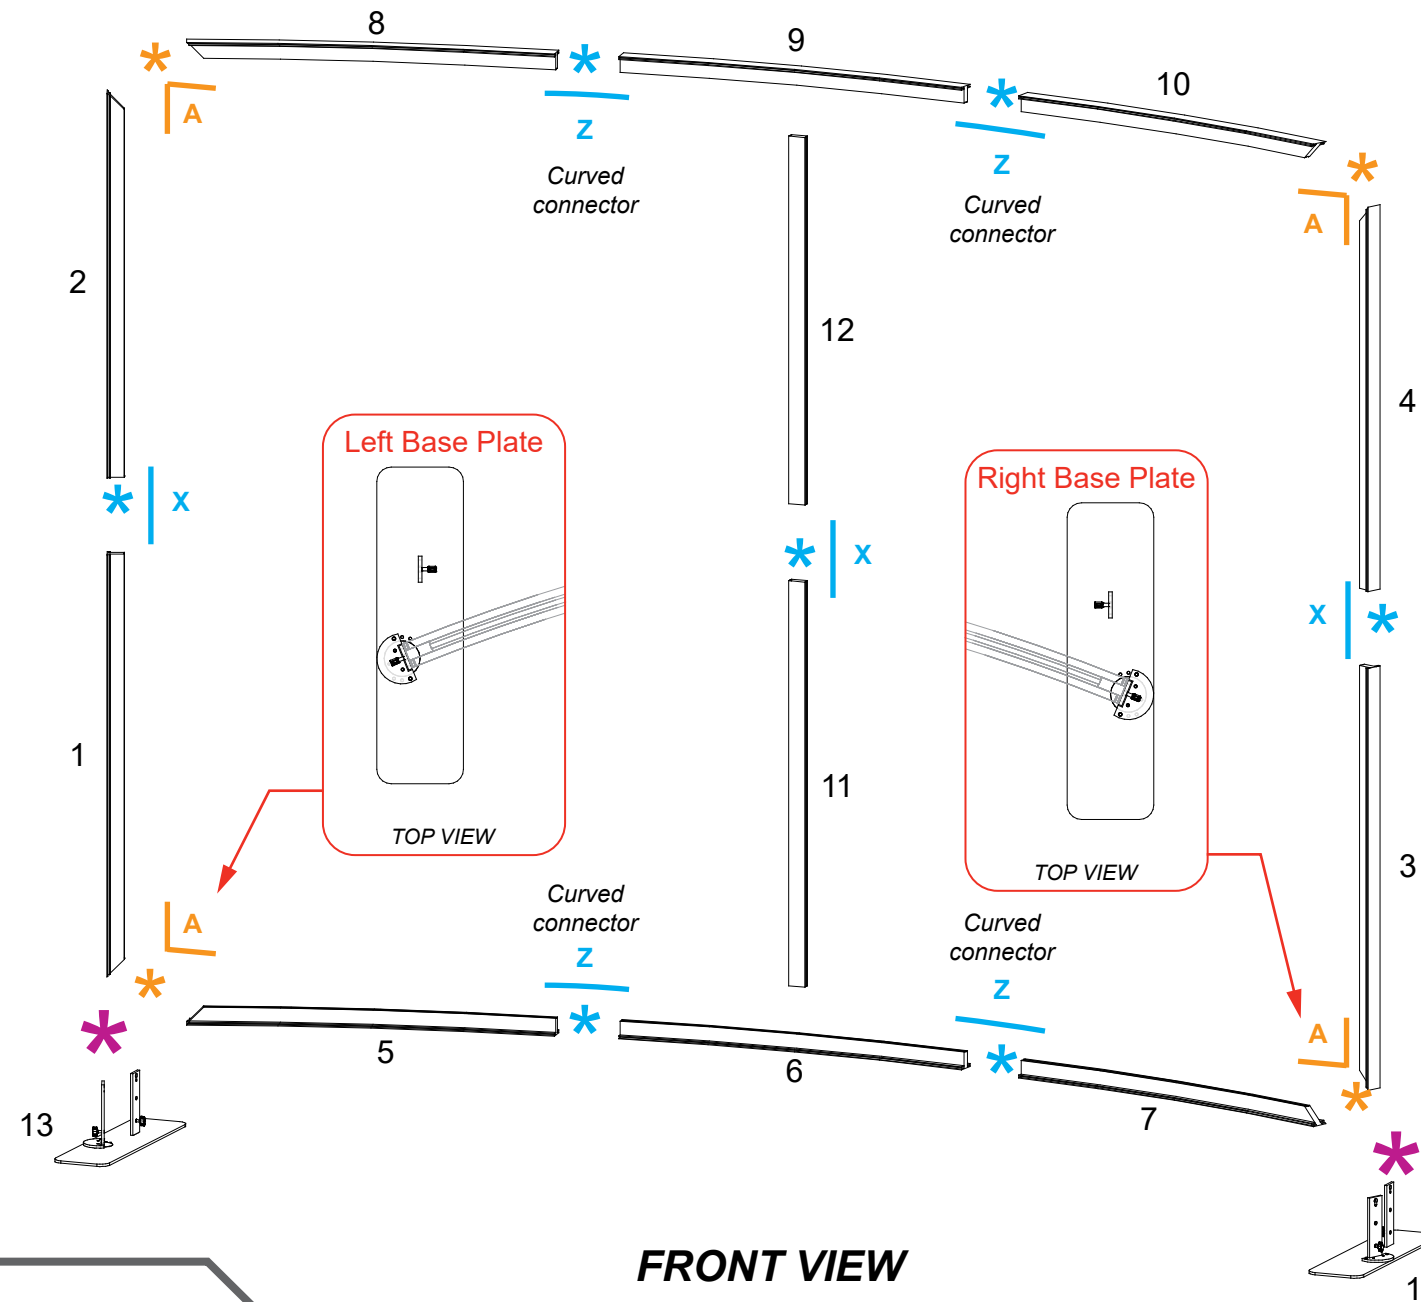 8
9
10
A
Z
Curved
connector
Z
Curved
connector
A
2
12
4
Left Base Plate
Right Base Plate
X
X
X
1
11
TOP VIEW
TOP VIEW
3
A
Curved
connector
Z
Curved
connector
Z
A
5
6
7
13
FRONT VIEW
1